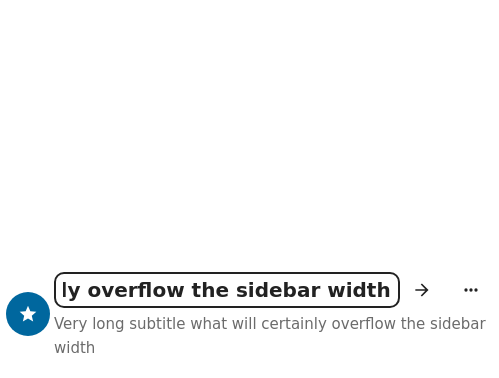 ly overflow the sidebar width
Very long subtitle what will certainly overflow the sidebar
width